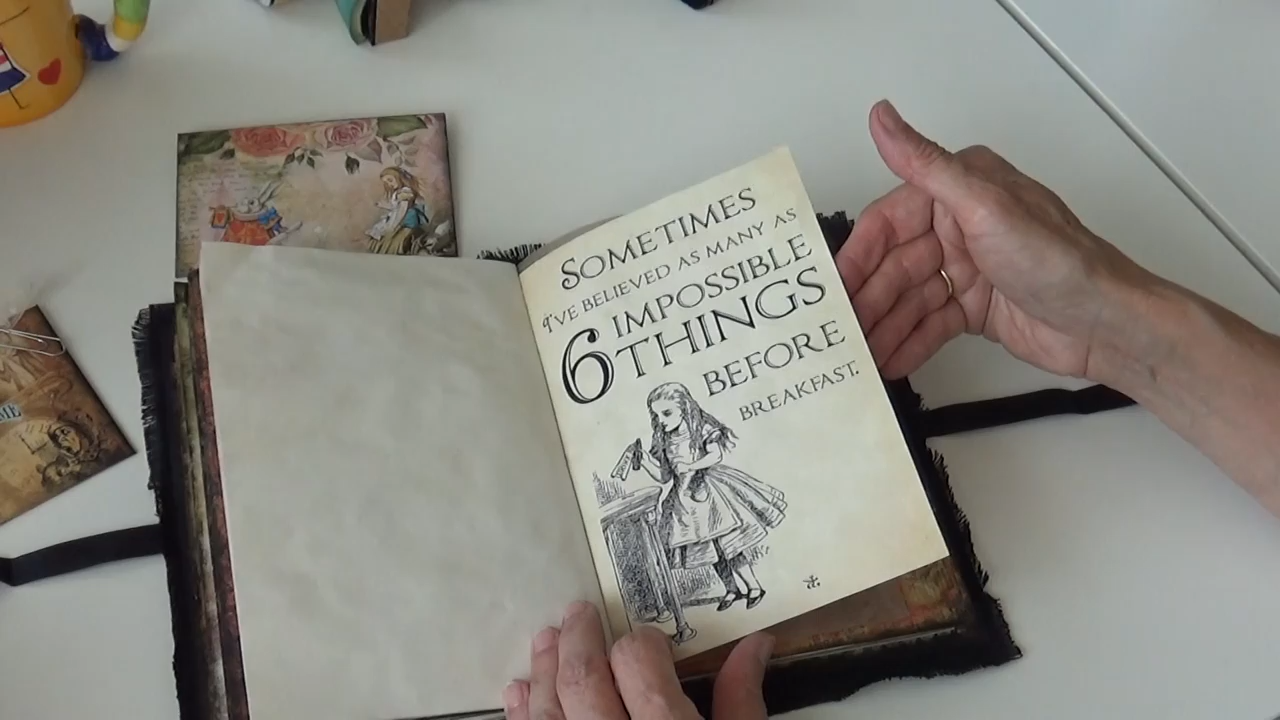 SOMETIMES
I'VE BELIEVED AS MANY AS
6 IMPOSSIBLE
THINGS
BEFORE
BREAKFAST.